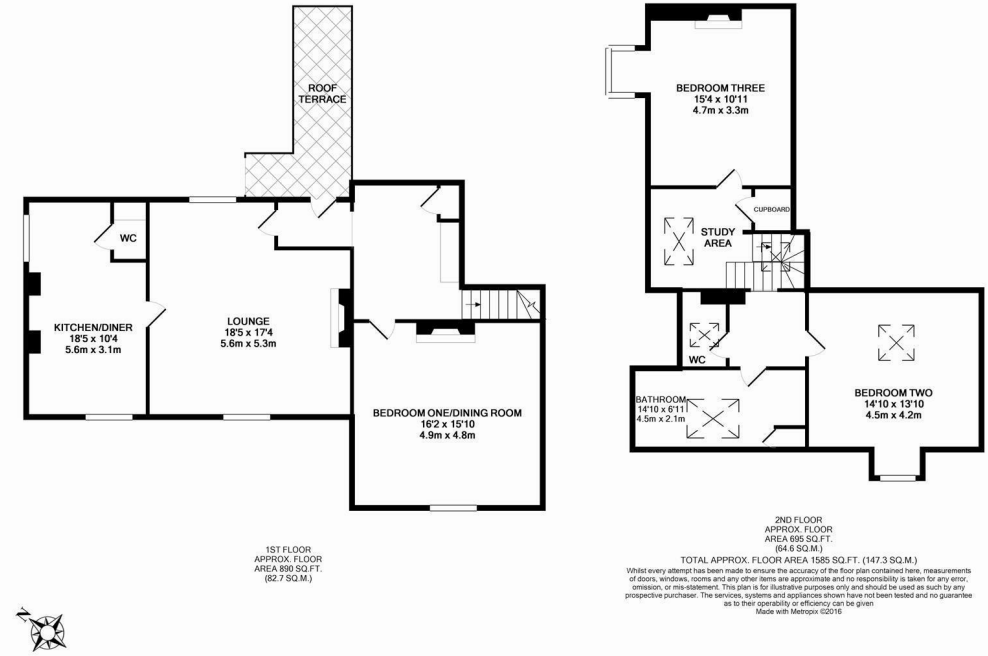 ROOF
TERRACE
WC
KITCHEN/DINER
18'5 x 10'4
5.6m x 3.1m
LOUNGE
18'5 x 17'4
5.6m x 5.3m
BEDROOM ONE/DINING ROOM
16'2 x 15'10
4.9m x 4.8m
1ST FLOOR
APPROX. FLOOR
AREA 890 SQ.FT.
(82.7 SQ.M.)
N
BEDROOM THREE
15'4 x 10'11
4.7m x 3.3m
CUPBOARD
STUDY
AREA
WC
BATHROOM
14'10 x 6'11
4.5m x 2.1m
BEDROOM TWO
14'10 x 13'10
4.5m x 4.2m
2ND FLOOR
APPROX. FLOOR
AREA 695 SQ.FT.
(64.6 SQ.M.)
TOTAL APPROX. FLOOR AREA 1585 SQ.FT. (147.3 SQ.M.)
Whilst every attempt has been made to ensure the accuracy of the floor plan contained here, measurements
of doors, windows, rooms and any other items are approximate and no responsibility is taken for any error,
omission, or mis-statement. This plan is for illustrative purposes only and should be used as such by any
prospective purchaser. The services, systems and appliances shown have not been tested and no guarantee
as to their operability or efficiency can be given
Made with Metropix ©2016